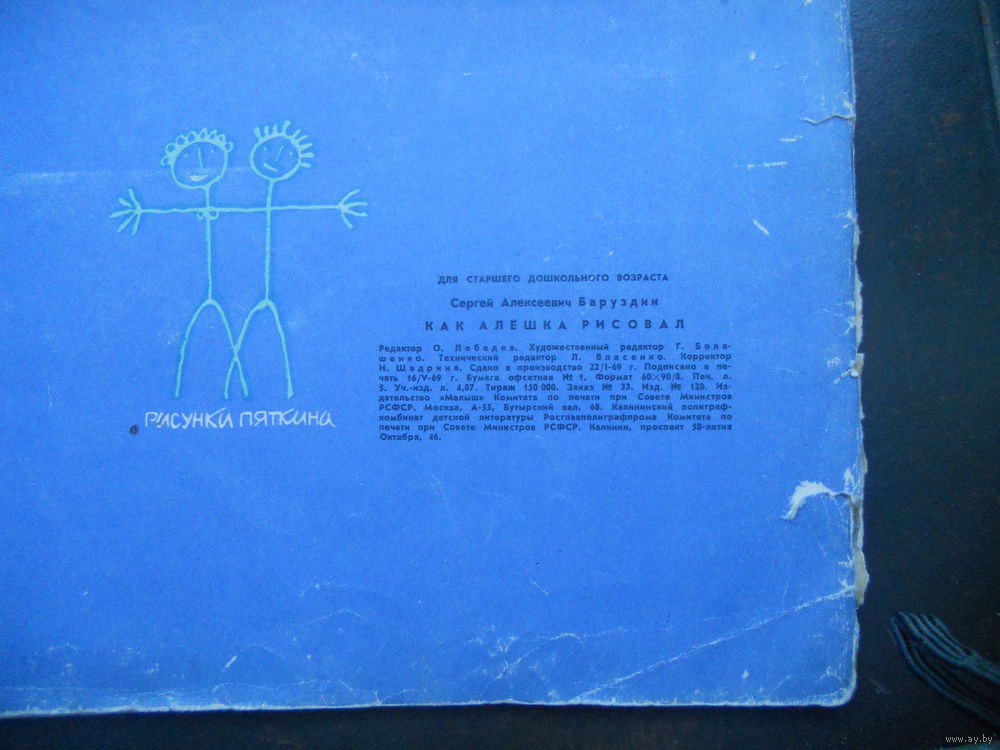 ДЛЯ СТАРШЕГО ДОШКОЛЬНОГО ВОЗРАСТА
Сергей Алексеевич Баруздин
КАК АЛЁШКА РИСОВАЛ
Редактор О. Лебедев. Художественный редактор Г. Бола-
шенко. Технический редактор Л. Власенко. Корректор
Н. Шадрина. Сдано в производство 22/I-69 г. Подписано в пе-
чать 16/V-69 г. Бумага офсетная № 1. Формат 60×90/8. Печ. л.
5. Уч.-изд. л. 4,87. Тираж 150 000. Заказ № 33. Изд. № 128. Из-
дательство «Малыш» Комитета по печати при Совете Министров
РСФСР. Москва, А-55, Бутырский вал, 68. Калининский полиграф-
комбинат детской литературы Росглавполиграфпрома Комитета по
печати при Совете Министров РСФСР. Калинин, проспект 50-летия
Октября, 46.
РИСУНКИ ПЯТКИНА
www.ay.by